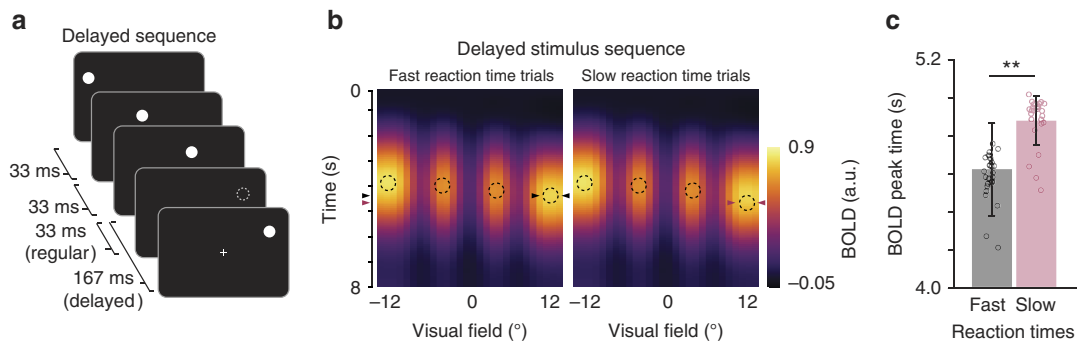 a
Delayed sequence
33 ms
33 ms
33 ms
(regular)
167 ms
(delayed)
b
Delayed stimulus sequence
Fast reaction time trials
Slow reaction time trials
0
Time (s)
8
−12 0 12
−12 0 12
Visual field (°)
Visual field (°)
0.9
−0.05
BOLD (a.u.)
c
5.2
**
BOLD peak time (s)
4.0
Fast Slow
Reaction times